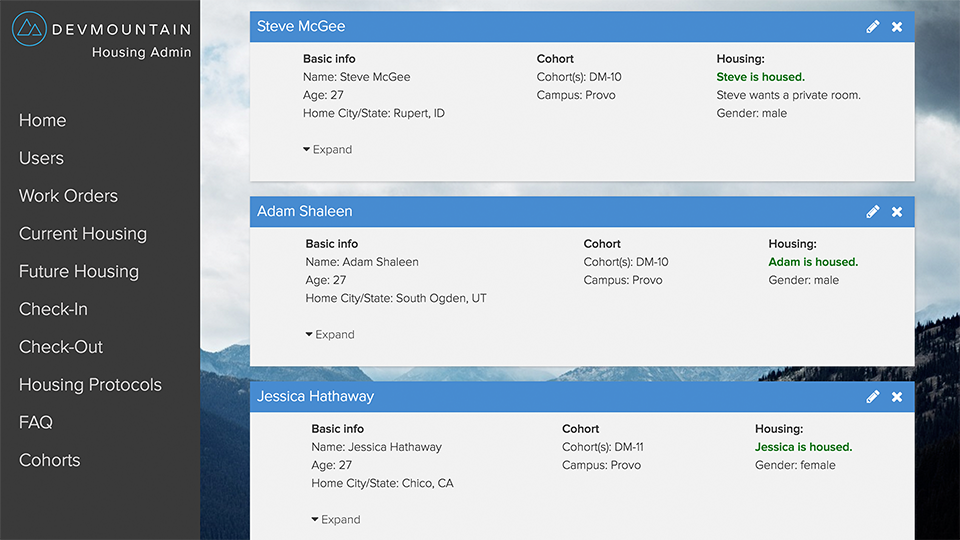 DEVMOUNTAIN
Housing Admin
Home
Users
Work Orders
Current Housing
Future Housing
Check-In
Check-Out
Housing Protocols
FAQ
Cohorts
Steve McGee
Basic info
Name: Steve McGee
Age: 27
Home City/State: Rupert, ID
Expand
Cohort
Cohort(s): DM-10
Campus: Provo
Housing:
Steve is housed.
Steve wants a private room.
Gender: male
Adam Shaleen
Basic info
Name: Adam Shaleen
Age: 27
Home City/State: South Ogden, UT
Expand
Cohort
Cohort(s): DM-10
Campus: Provo
Housing:
Adam is housed.
Gender: male
Jessica Hathaway
Basic info
Name: Jessica Hathaway
Age: 27
Home City/State: Chico, CA
Expand
Cohort
Cohort(s): DM-11
Campus: Provo
Housing:
Jessica is housed.
Gender: female